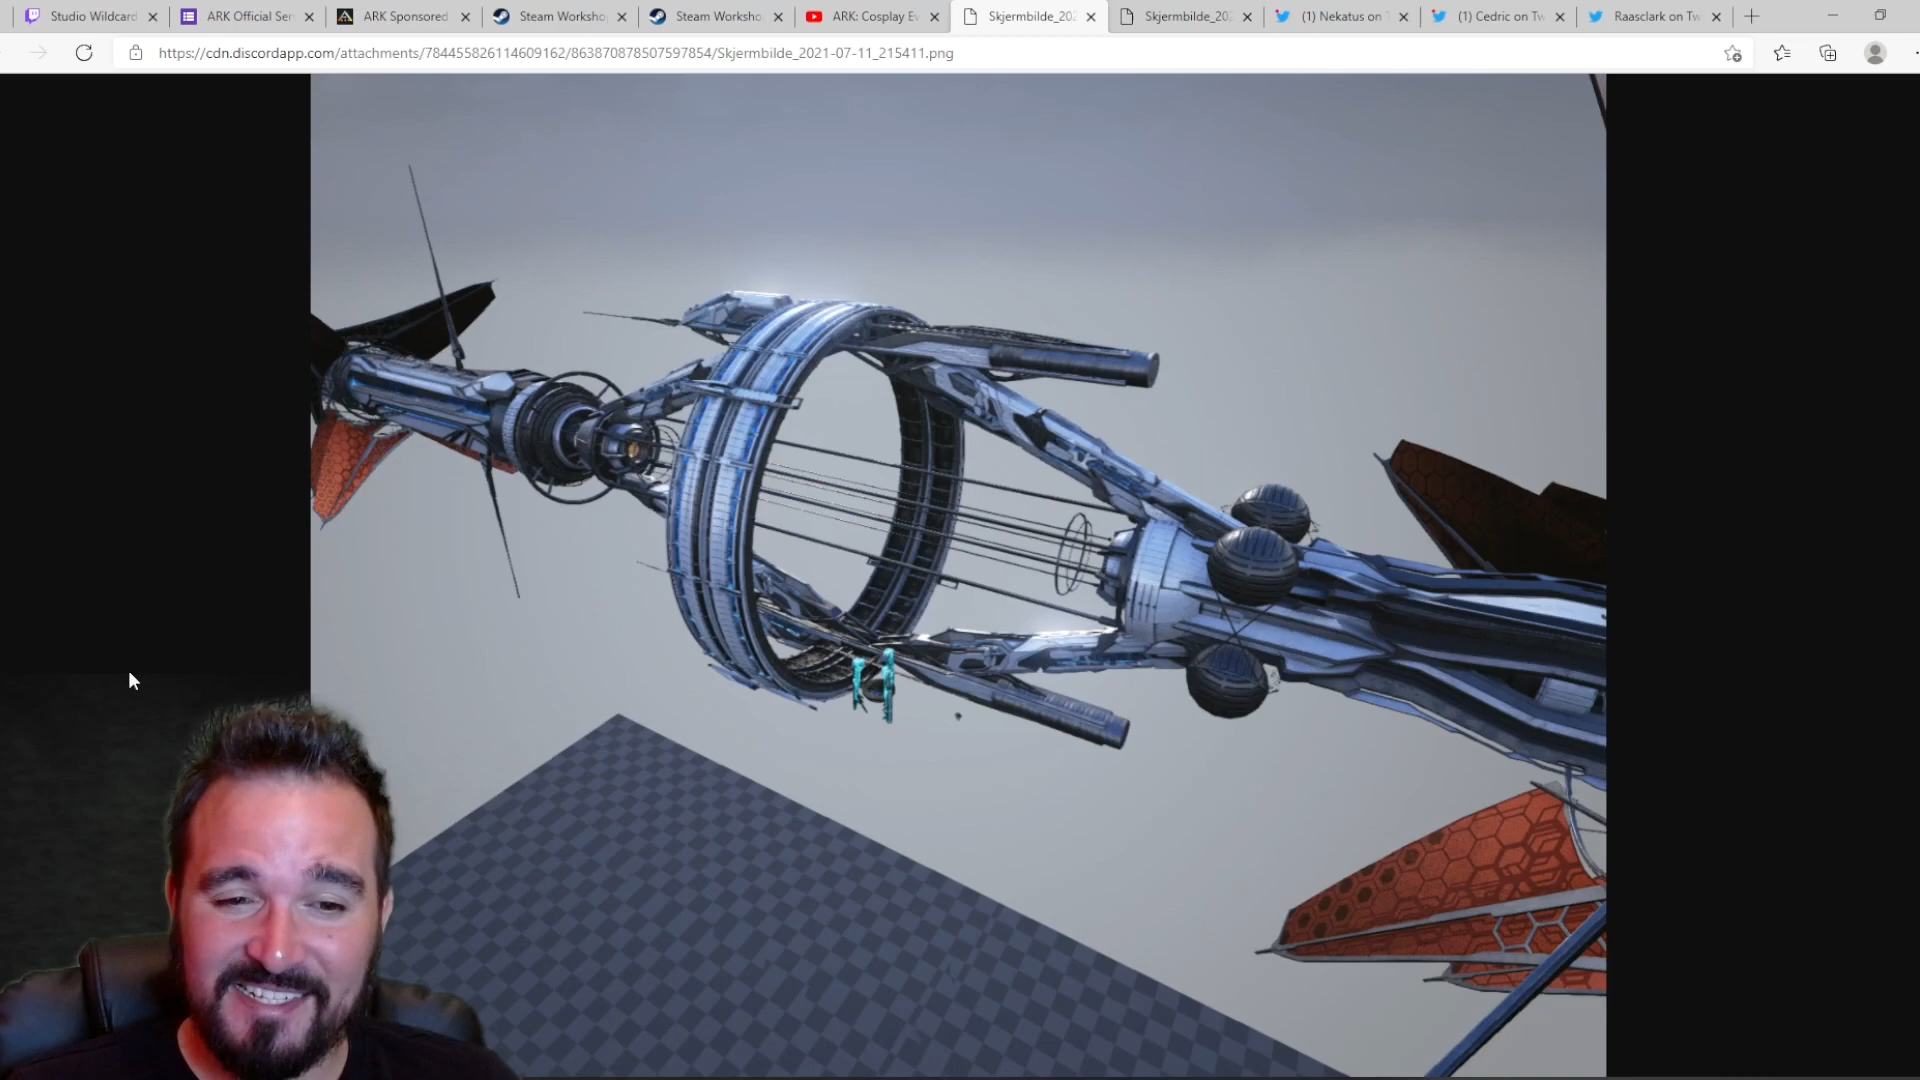 Studio Wildcard
ARK Official Ser
ARK Sponsored
Steam Worksho
Steam Worksho
ARK: Cosplay Ev
Skjermbilde_202
Skjermbilde_202
(1) Nekatus on T
(1) Cedric on Tw
Raasclark on Tw
https://cdn.discordapp.com/attachments/784455826114609162/863870878507597854/Skjermbilde_2021-07-11_215411.png